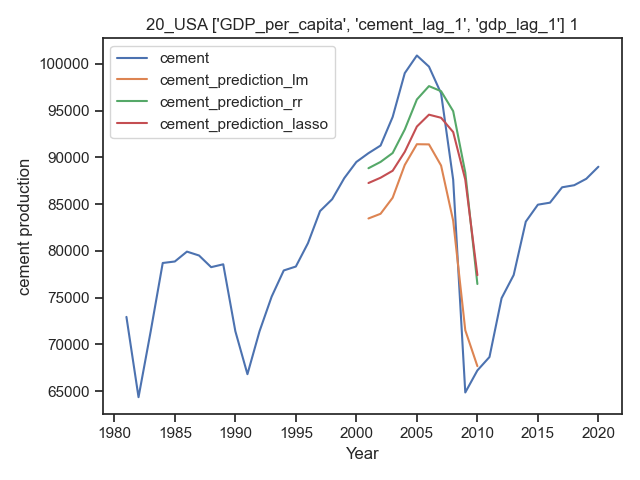 20_USA ['GDP_per_capita', 'cement_lag_1', 'gdp_lag_1'] 1
cement
cement_prediction_lm
cement_prediction_rr
cement_prediction_lasso
100000
95000
90000
85000
80000
75000
70000
65000
cement production
1980 1985 1990 1995 2000 2005 2010 2015 2020
Year